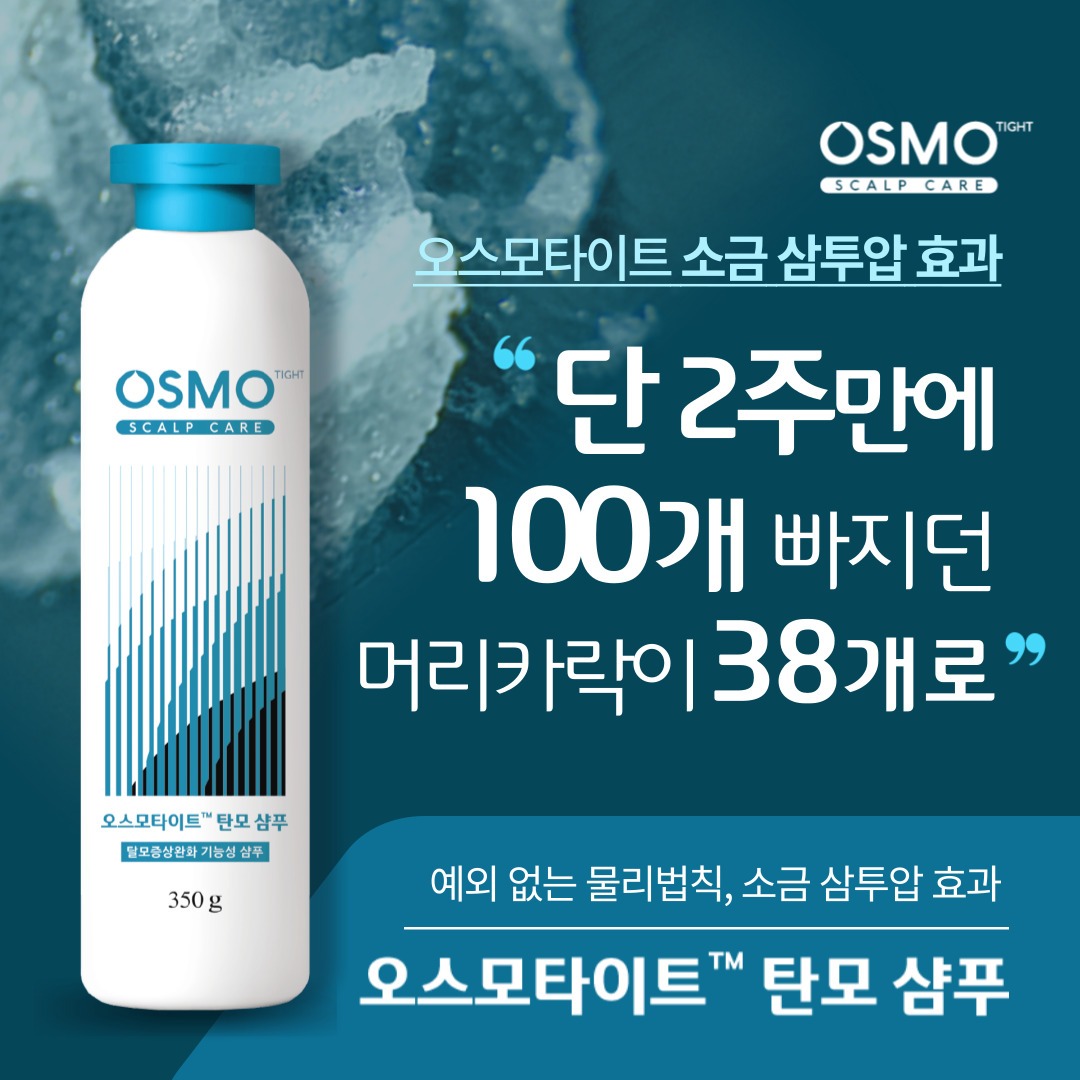 OSMO TIGHT
SCALP CARE
오스모타이트 소금 삼투압 효과
“ 단 2주만에
100개 빠지던
머리카락이 38개로 ”
OSMO TIGHT
SCALP CARE
오스모타이트™ 탄모 샴푸
탈모증상완화 기능성 샴푸
350 g
예외 없는 물리법칙, 소금 삼투압 효과
오스모타이트™ 탄모 샴푸